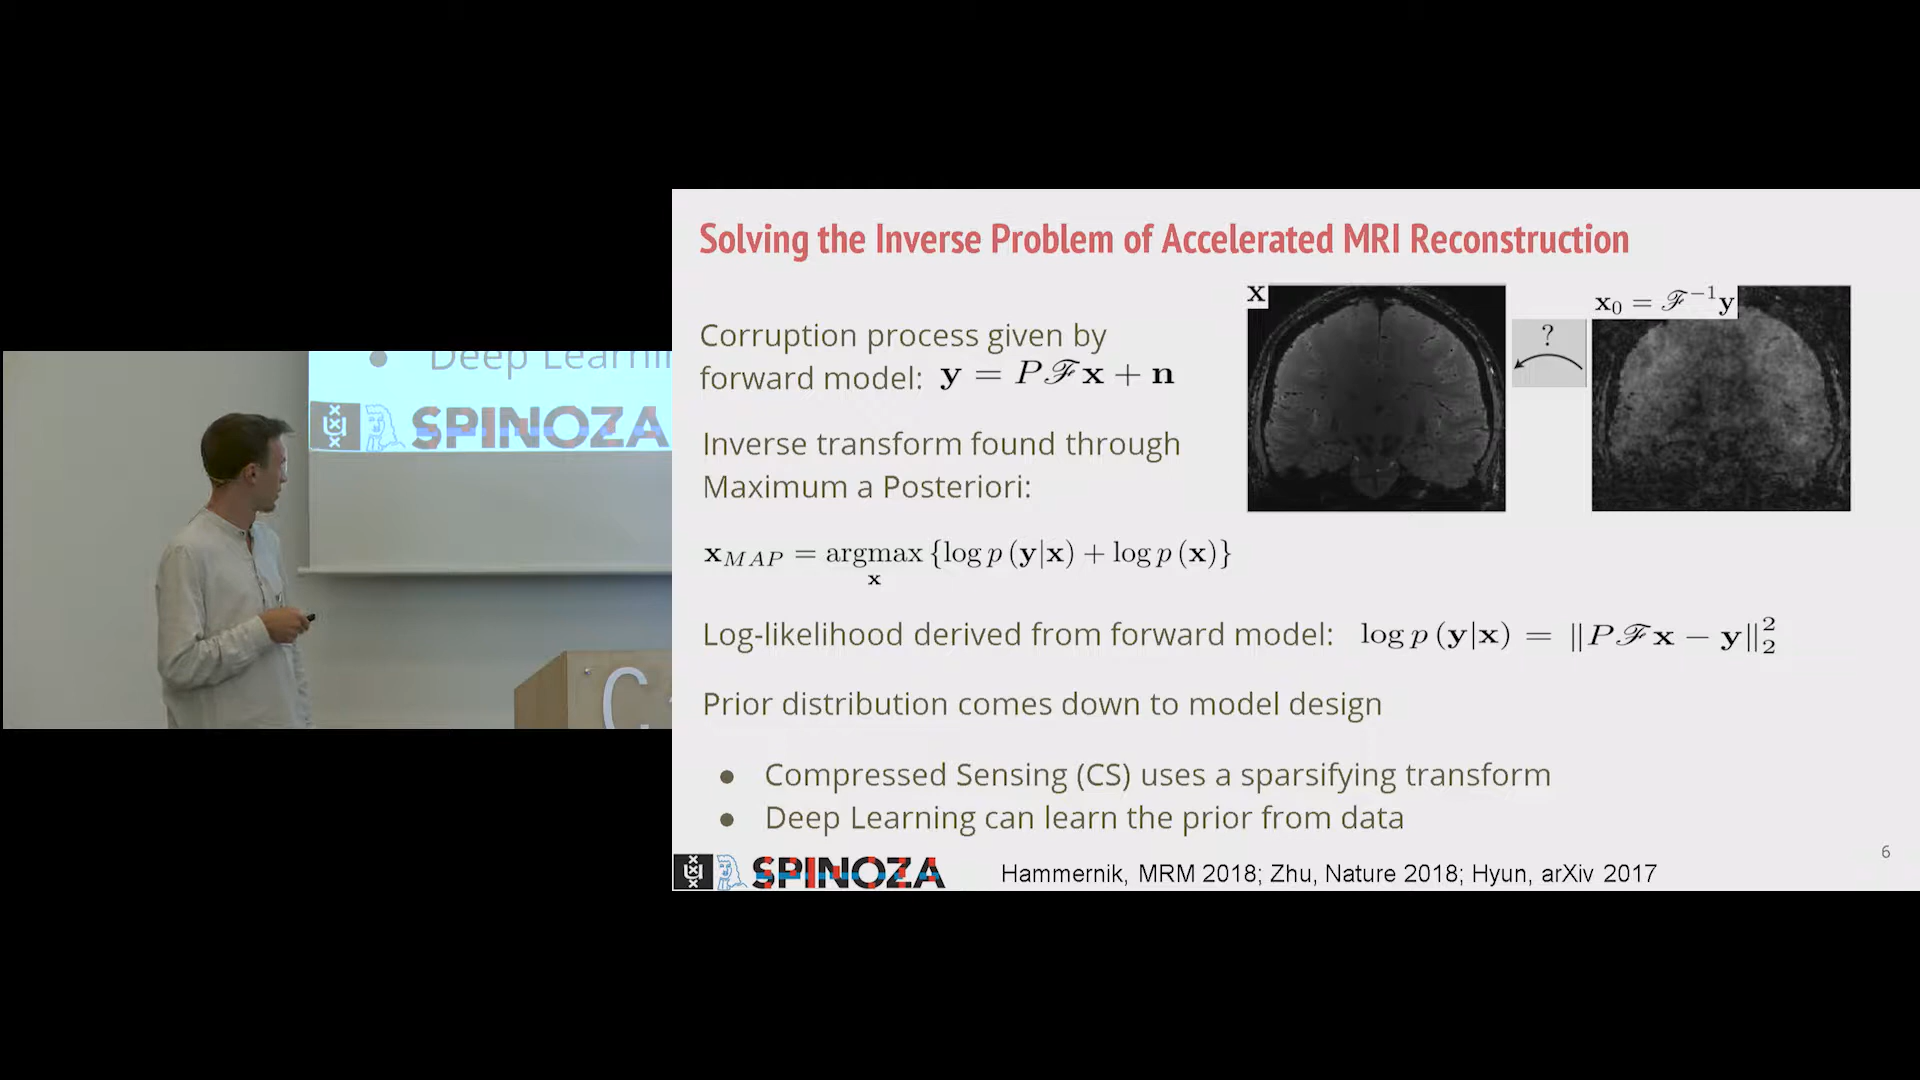 Deep Learni
SPINOZA
C
Solving the Inverse Problem of Accelerated MRI Reconstruction
Corruption process given by
forward model: y = Pℱx + n
x
?
x₀ = ℱ⁻¹y
Inverse transform found through
Maximum a Posteriori:
x_MAP = argmax_x {log p (y|x) + log p (x)}
Log-likelihood derived from forward model: log p (y|x) = ‖Pℱx − y‖₂²
Prior distribution comes down to model design
● Compressed Sensing (CS) uses a sparsifying transform
● Deep Learning can learn the prior from data
SPINOZA
Hammernik, MRM 2018; Zhu, Nature 2018; Hyun, arXiv 2017
6